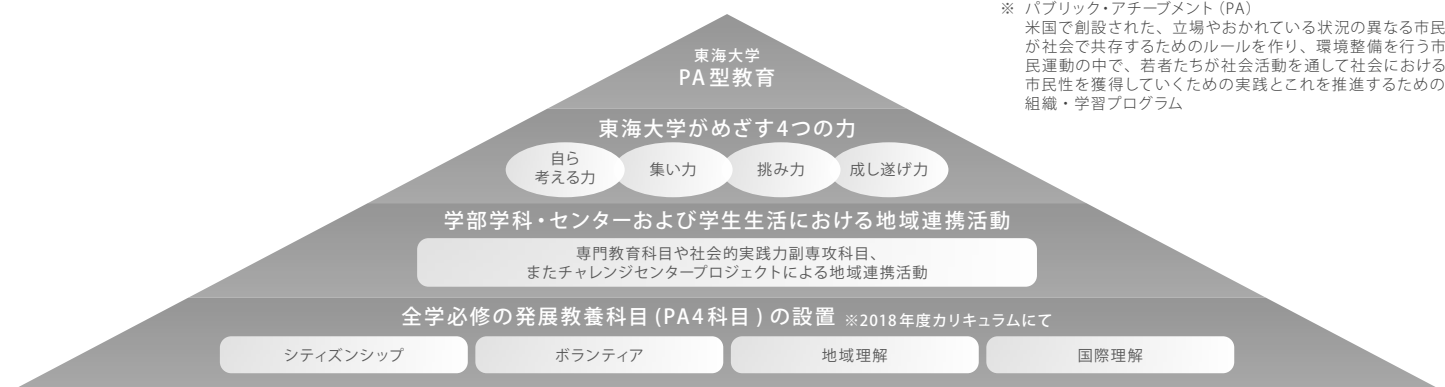 ※ パブリック・アチーブメント（PA）
米国で創設された、立場やおかれている状況の異なる市民
が社会で共存するためのルールを作り、環境整備を行う市
民運動の中で、若者たちが社会活動を通して社会における
市民性を獲得していくための実践とこれを推進するための
組織・学習プログラム
東海大学
PA型教育
東海大学がめざす4つの力
自ら
考える力
集い力
挑み力
成し遂げ力
学部学科・センターおよび学生生活における地域連携活動
専門教育科目や社会的実践力副専攻科目、
またチャレンジセンタープロジェクトによる地域連携活動
全学必修の発展教養科目（PA4科目）の設置 ※2018年度カリキュラムにて
シティズンシップ
ボランティア
地域理解
国際理解